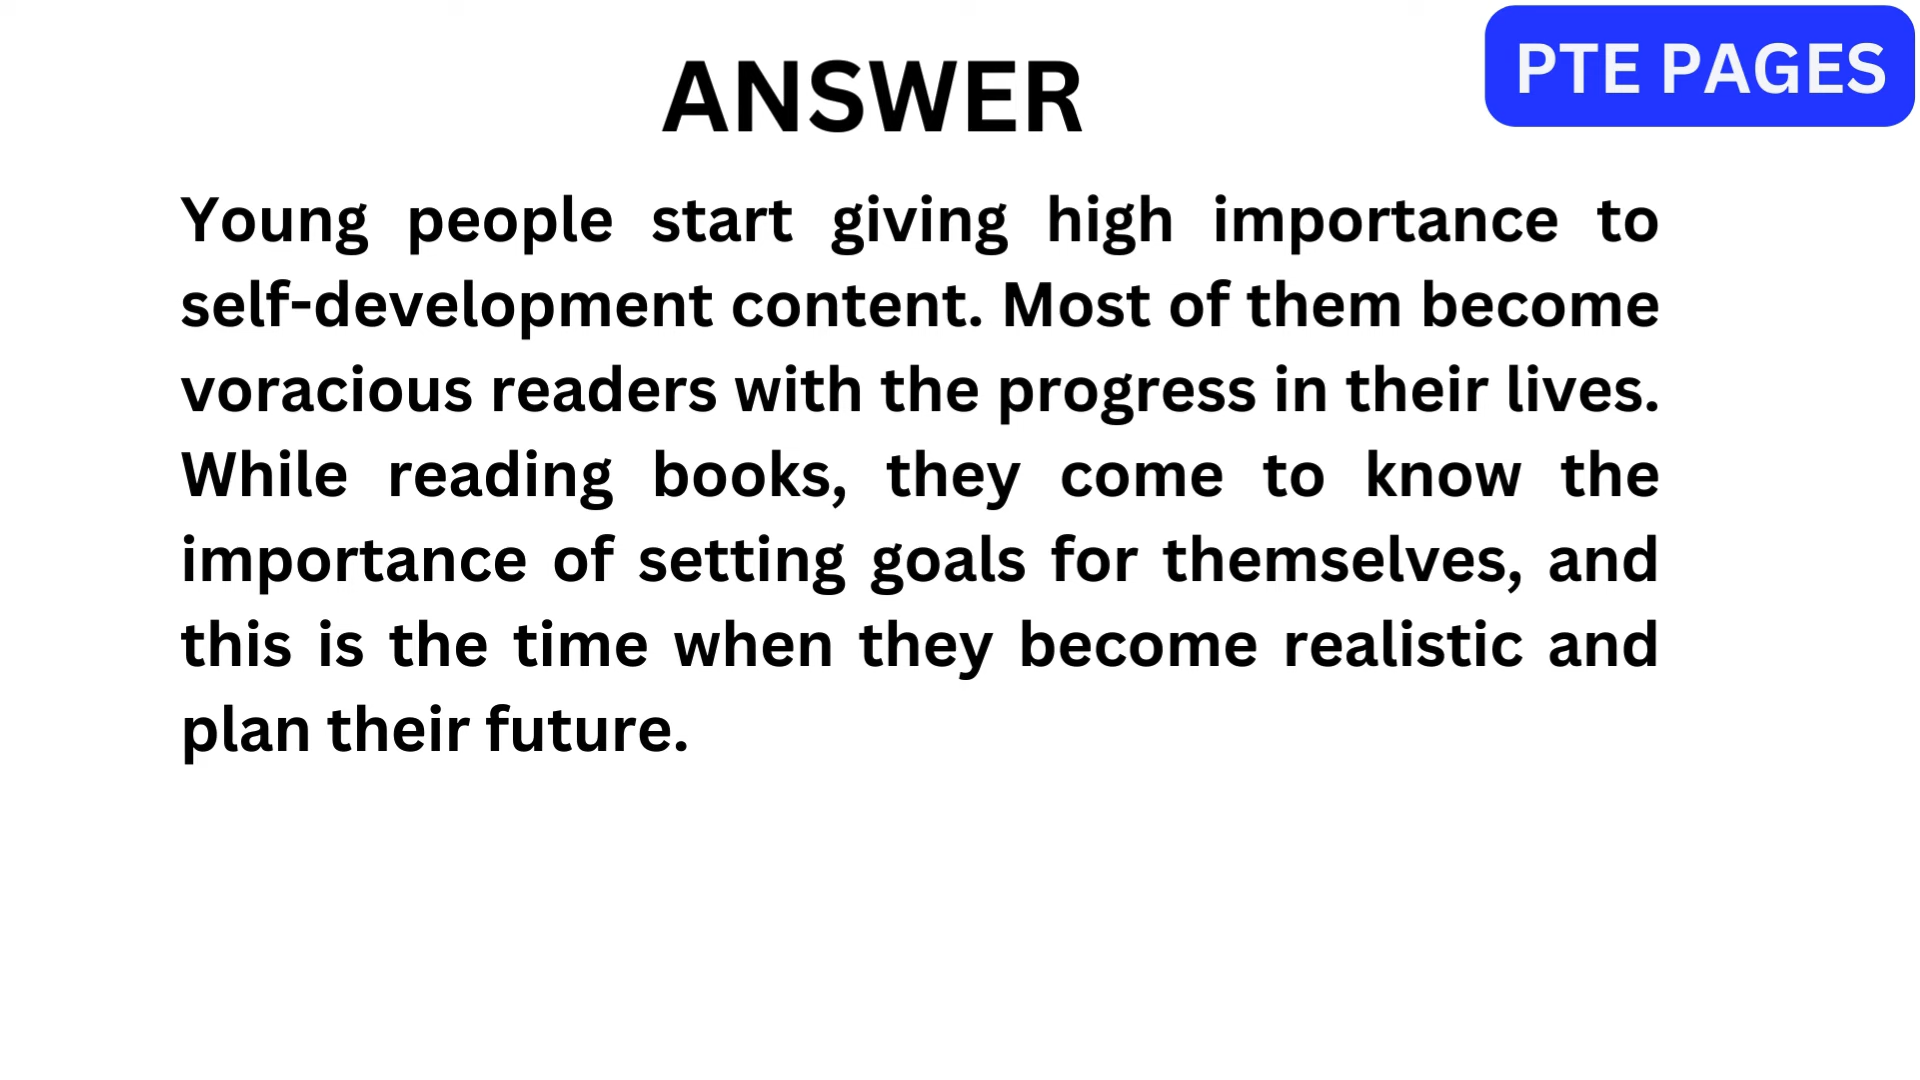 PTE PAGES
ANSWER
Young people start giving high importance to
self-development content. Most of them become
voracious readers with the progress in their lives.
While reading books, they come to know the
importance of setting goals for themselves, and
this is the time when they become realistic and
plan their future.